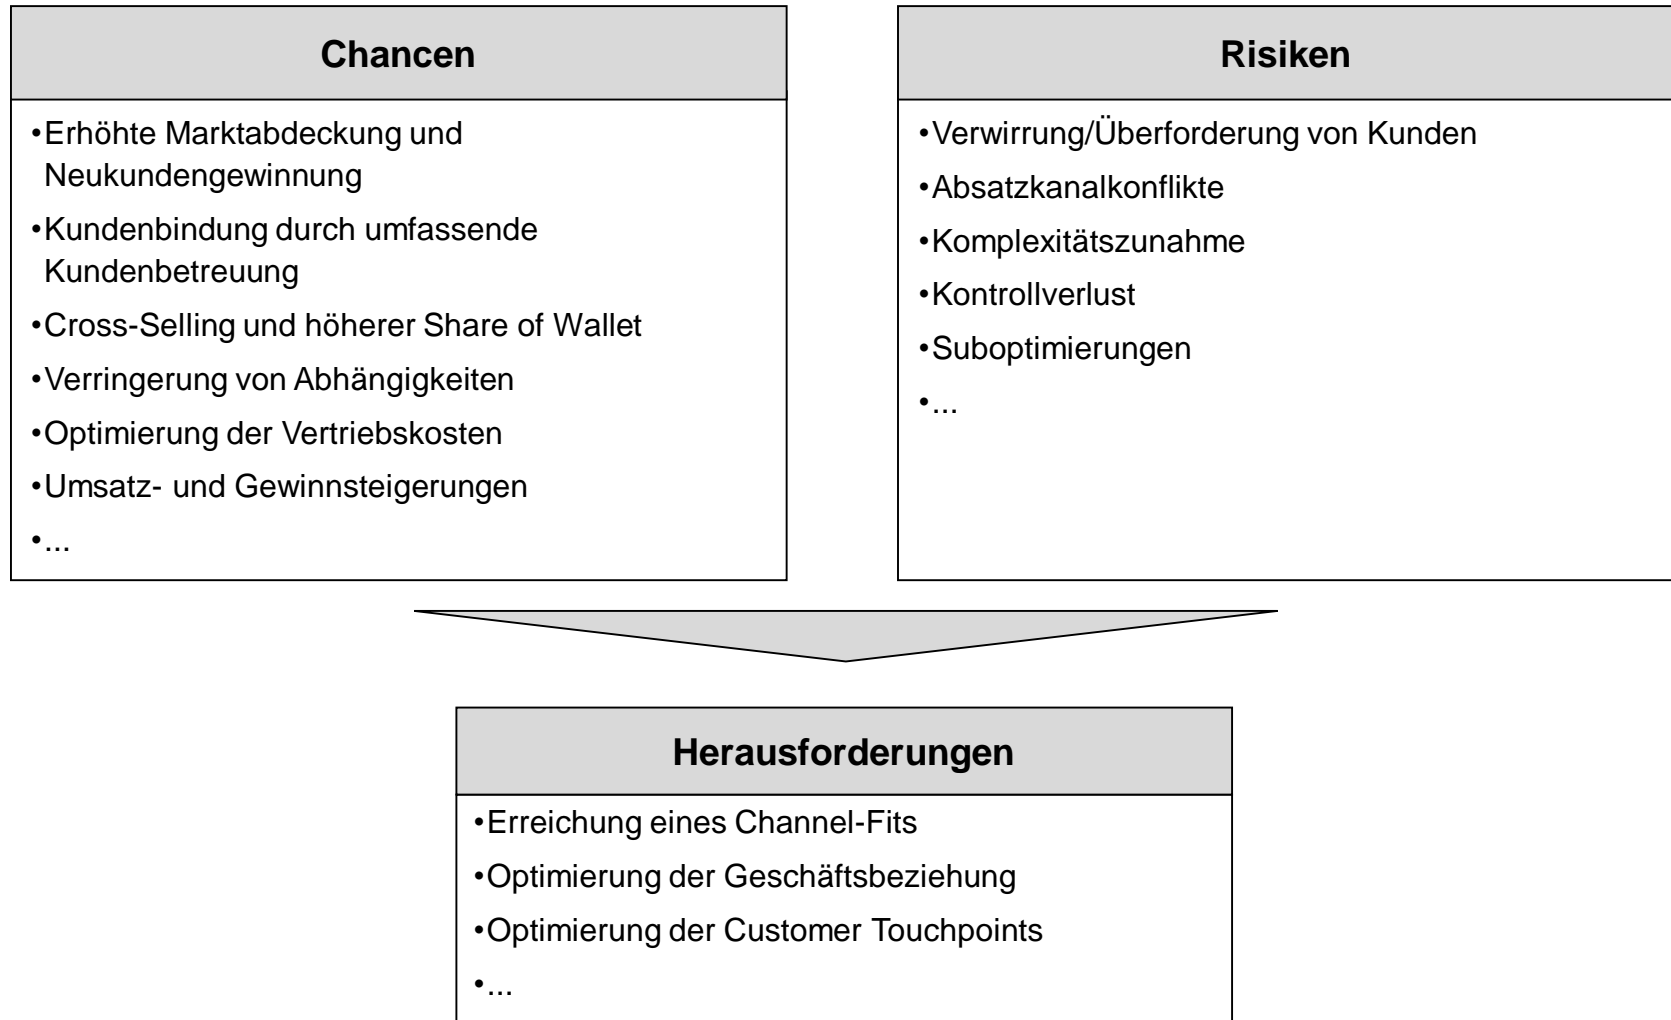 Chancen
•Erhöhte Marktabdeckung und
Neukundengewinnung
•Kundenbindung durch umfassende
Kundenbetreuung
•Cross-Selling und höherer Share of Wallet
•Verringerung von Abhängigkeiten
•Optimierung der Vertriebskosten
•Umsatz- und Gewinnsteigerungen
•...
Risiken
•Verwirrung/Überforderung von Kunden
•Absatzkanalkonflikte
•Komplexitätszunahme
•Kontrollverlust
•Suboptimierungen
•...
Herausforderungen
•Erreichung eines Channel-Fits
•Optimierung der Geschäftsbeziehung
•Optimierung der Customer Touchpoints
•...